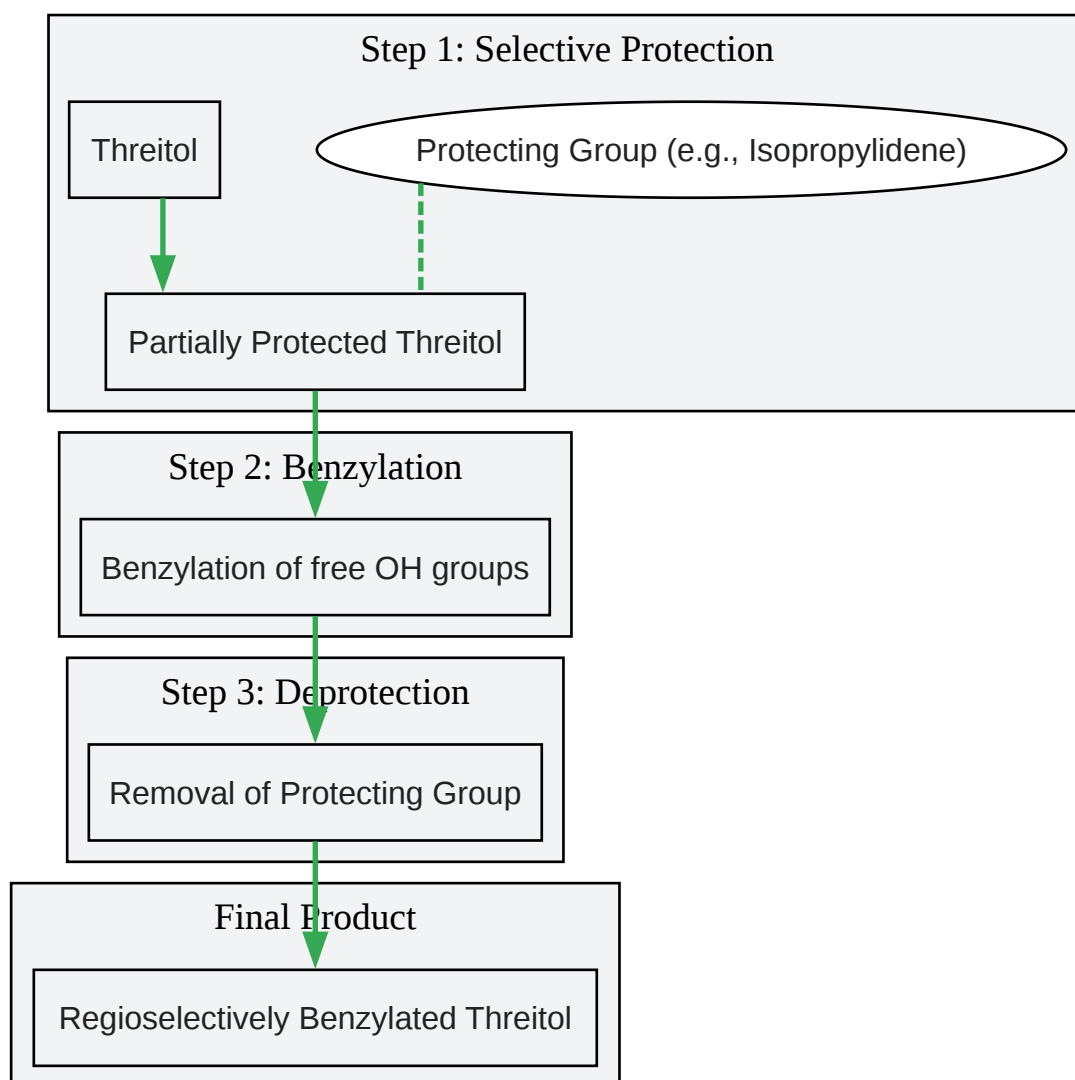 Step 1: Selective Protection
Threitol
Protecting Group (e.g., Isopropylidene)
Partially Protected Threitol
Step 2: Benzylation
Benzylation of free OH groups
Step 3: Deprotection
Removal of Protecting Group
Final Product
Regioselectively Benzylated Threitol